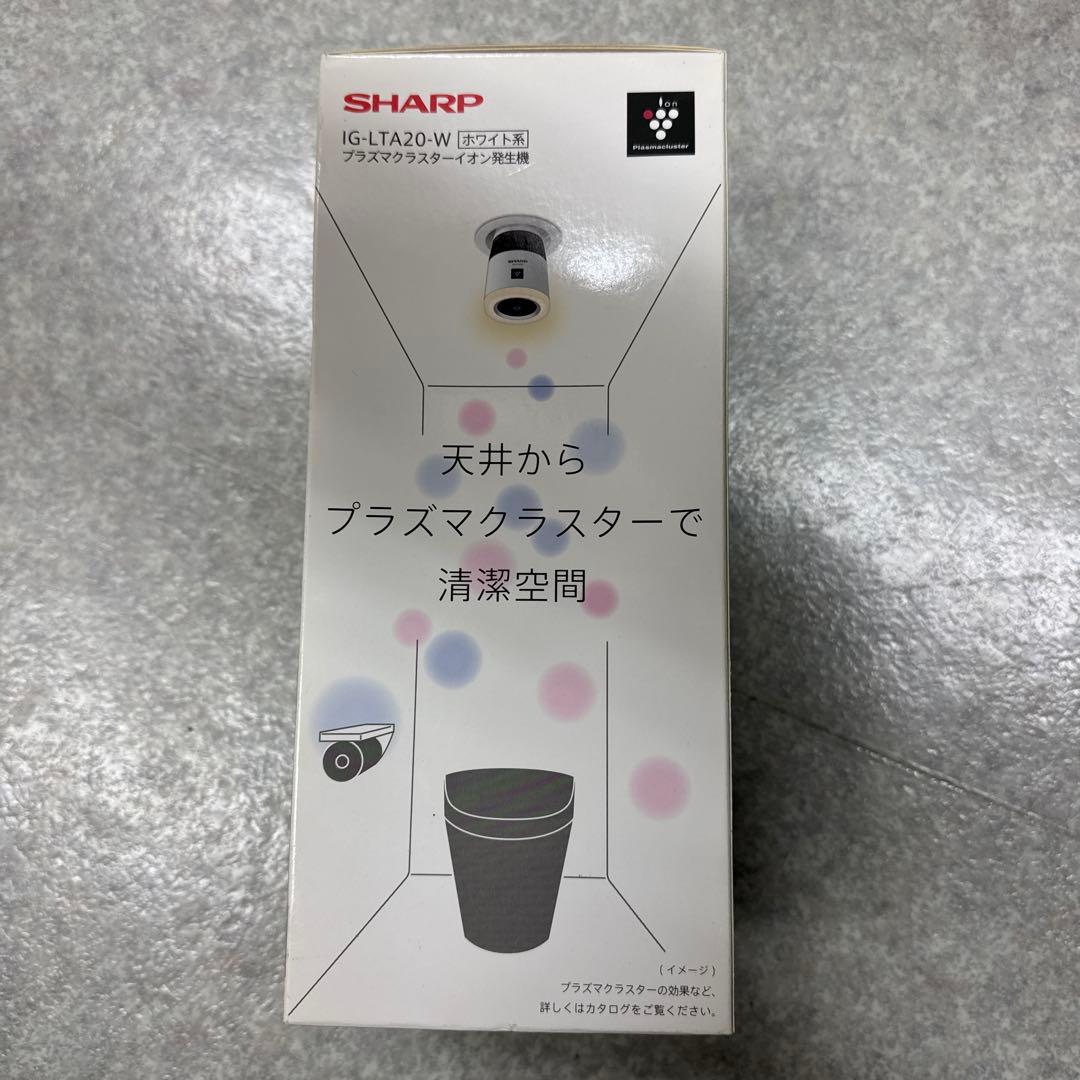 SHARP
IG-LTA20-W ホワイト系
プラズマクラスターイオン発生機
ion
Plasmacluster
SHARP
天井から
プラズマクラスターで
清潔空間
(イメージ)
プラズマクラスターの効果など、
詳しくはカタログをご覧ください。